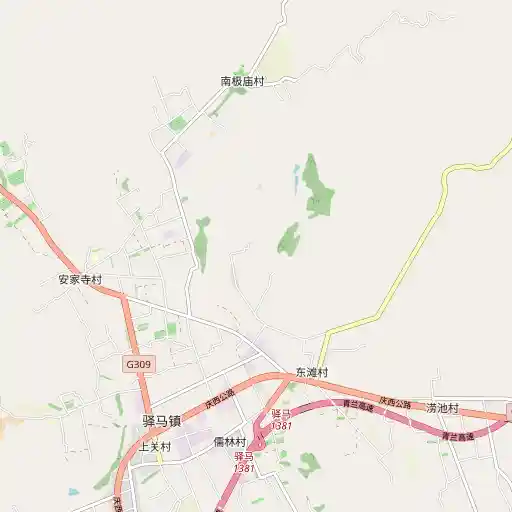 南极庙村
安家寺村
G309
东滩村
庆西公路
庆西公路
青兰高速
涝池村
驿马
1381
驿马镇
青兰高速
上关村
儒林村
驿马
1381